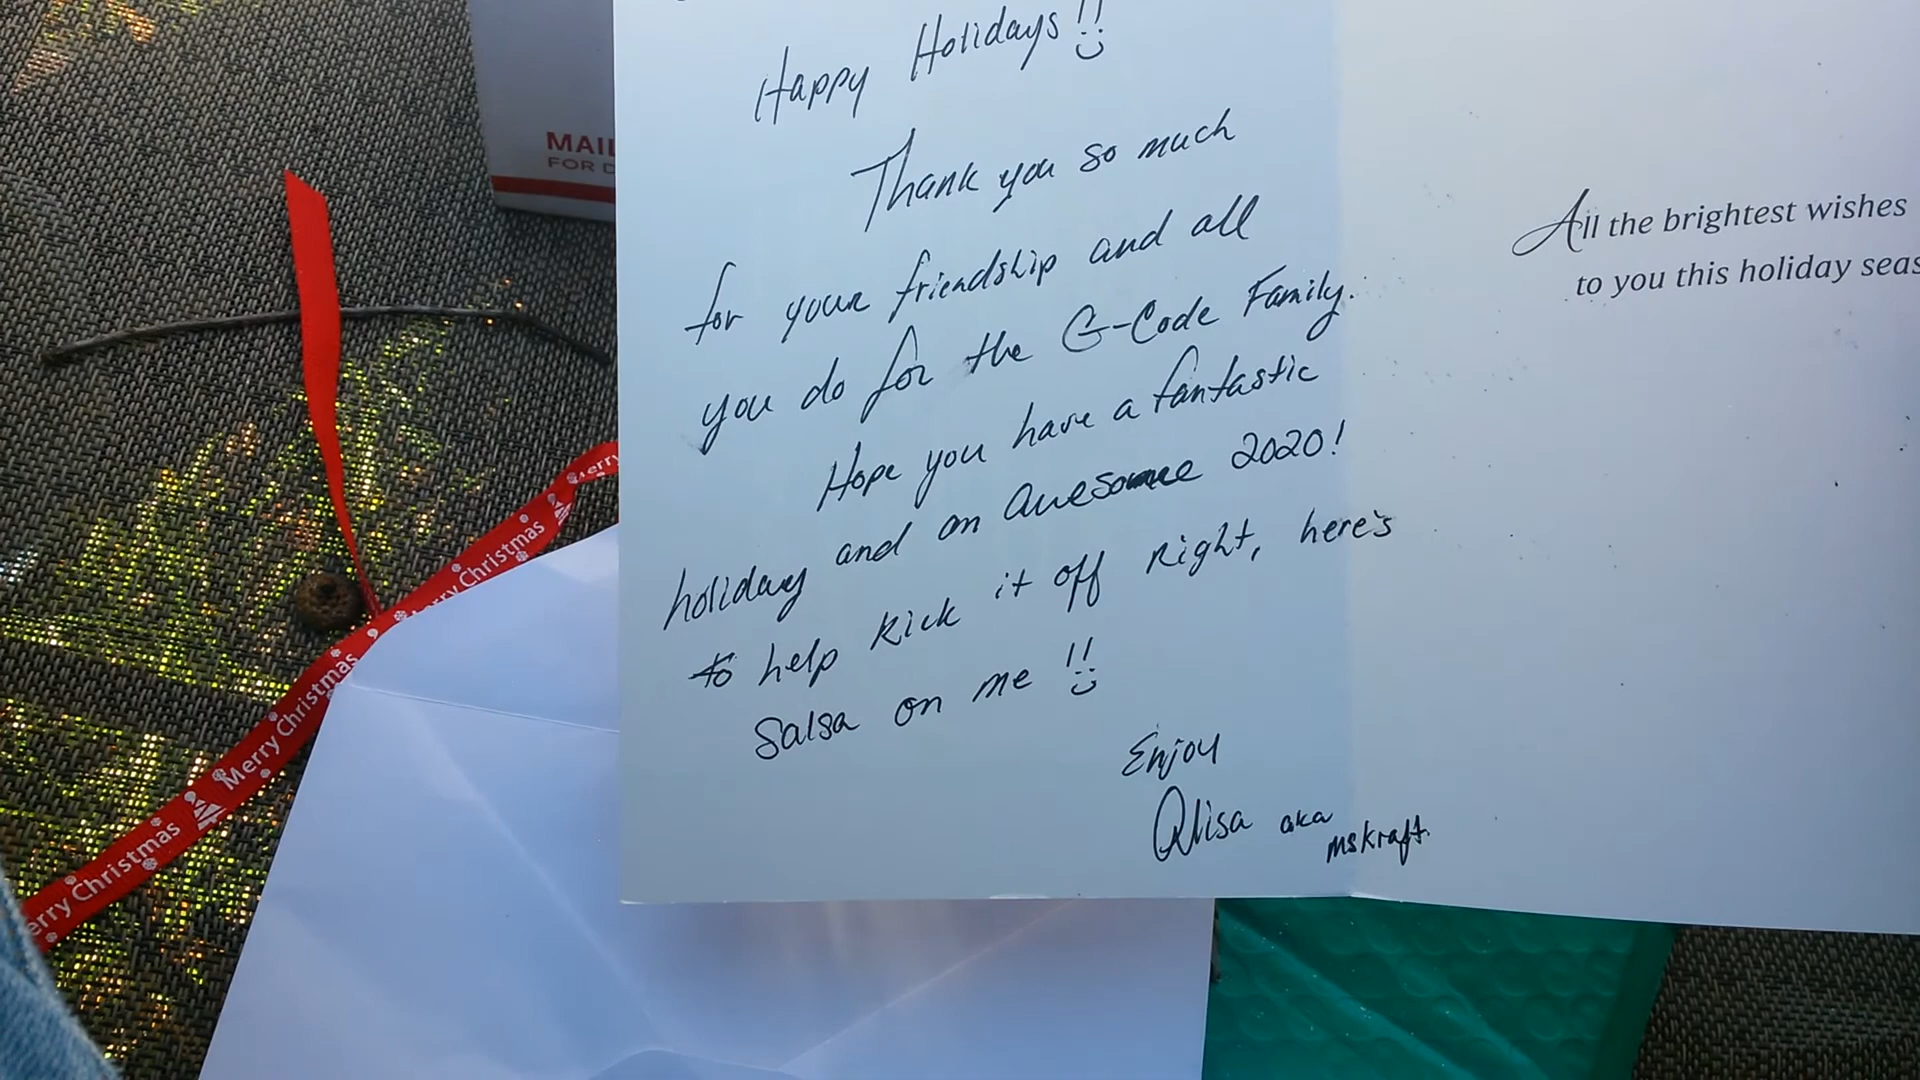 Happy Holidays!!
Thank you so much
for your friendship and all
you do for the G-Code Family.
Hope you have a fantastic
holiday and an awesome 2020!
to help kick it off right, here's
Salsa on me !!
Enjoy
Alisa aka
mskraft.
All the brightest wishes
to you this holiday seas
MAIL
FOR D
Merry Christmas
Merry Christmas
Merry Christmas
erry Christmas
Merry